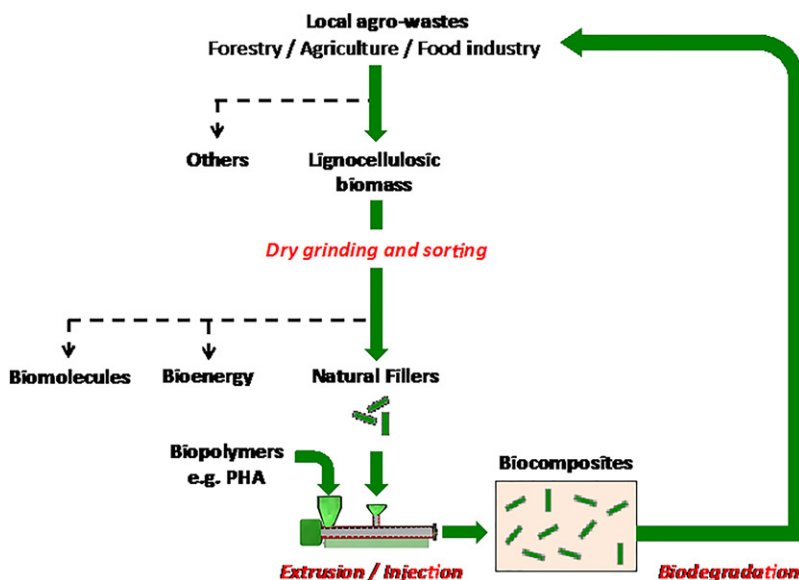 Local agro-wastes
Forestry / Agriculture / Food industry
Others
Lignocellulosic
biomass
Dry grinding and sorting
Biomolecules
Bioenergy
Natural Fillers
Biopolymers
e.g. PHA
Biocomposites
Extrusion / Injection
Biodegradation